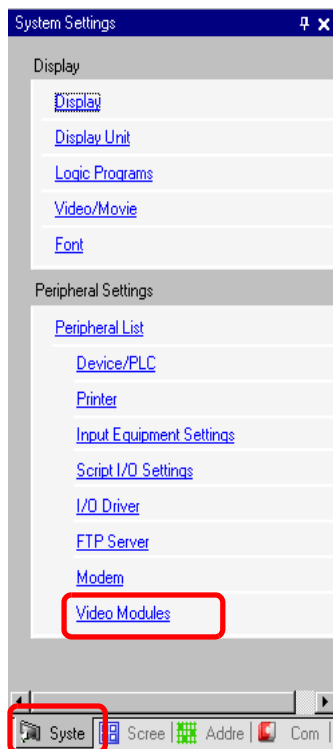 System Settings
Display
Display
Display Unit
Logic Programs
Video/Movie
Font
Peripheral Settings
Peripheral List
Device/PLC
Printer
Input Equipment Settings
Script I/O Settings
I/O Driver
FTP Server
Modem
Video Modules
Syste Scree Addre Com